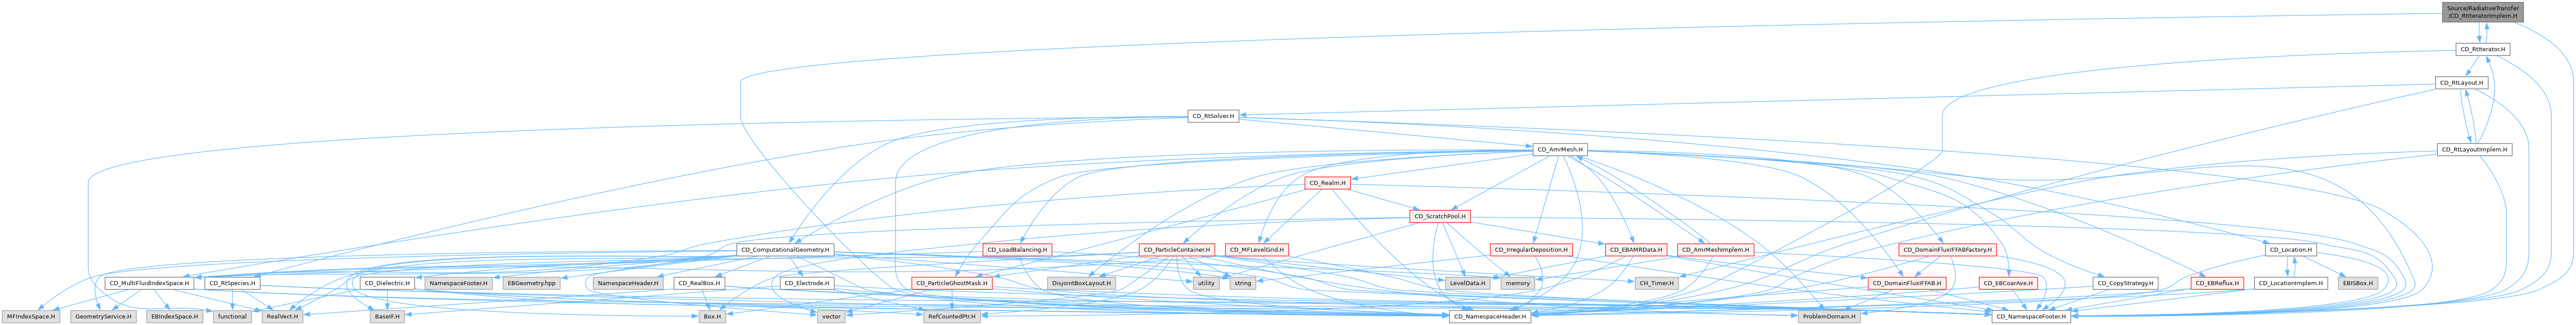 Source/RadiativeTransfer
/CD_RtIteratorImplem.H
CD_RtIterator.H
CD_RtLayout.H
CD_RtSolver.H
CD_AmrMesh.H
CD_RtLayoutImplem.H
CD_Realm.H
CD_ScratchPool.H
CD_ComputationalGeometry.H
CD_LoadBalancing.H
CD_ParticleContainer.H
CD_MFLevelGrid.H
CD_IrregularDeposition.H
CD_EBAMRData.H
CD_AmrMeshImplem.H
CD_DomainFluxIFFABFactory.H
CD_Location.H
CD_MultiFluidIndexSpace.H
CD_RtSpecies.H
CD_Dielectric.H
NamespaceFooter.H
EBGeometry.hpp
NamespaceHeader.H
CD_RealBox.H
CD_Electrode.H
CD_ParticleGhostMask.H
DisjointBoxLayout.H
utility
string
LevelData.H
memory
CH_Timer.H
CD_DomainFluxIFFAB.H
CD_EBCoarAve.H
CD_CopyStrategy.H
CD_EBReflux.H
CD_LocationImplem.H
EBISBox.H
MFIndexSpace.H
GeometryService.H
EBIndexSpace.H
functional
RealVect.H
BaseIF.H
Box.H
vector
RefCountedPtr.H
CD_NamespaceHeader.H
ProblemDomain.H
CD_NamespaceFooter.H